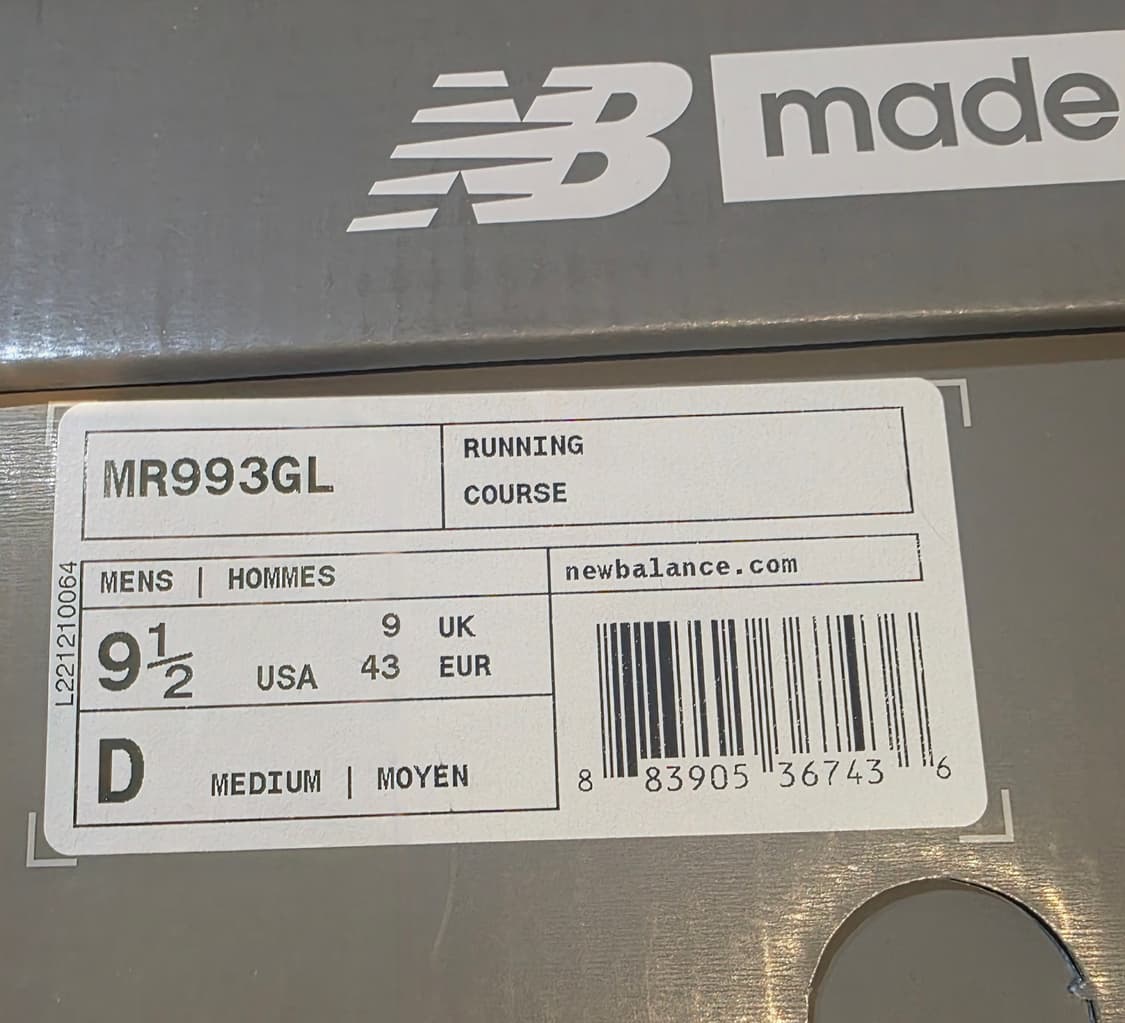 NB made
MR993GL
RUNNING
COURSE
MENS | HOMMES
newbalance.com
9½ USA
9 UK
43 EUR
D MEDIUM | MOYEN
8 83905 36743 6
L221210064